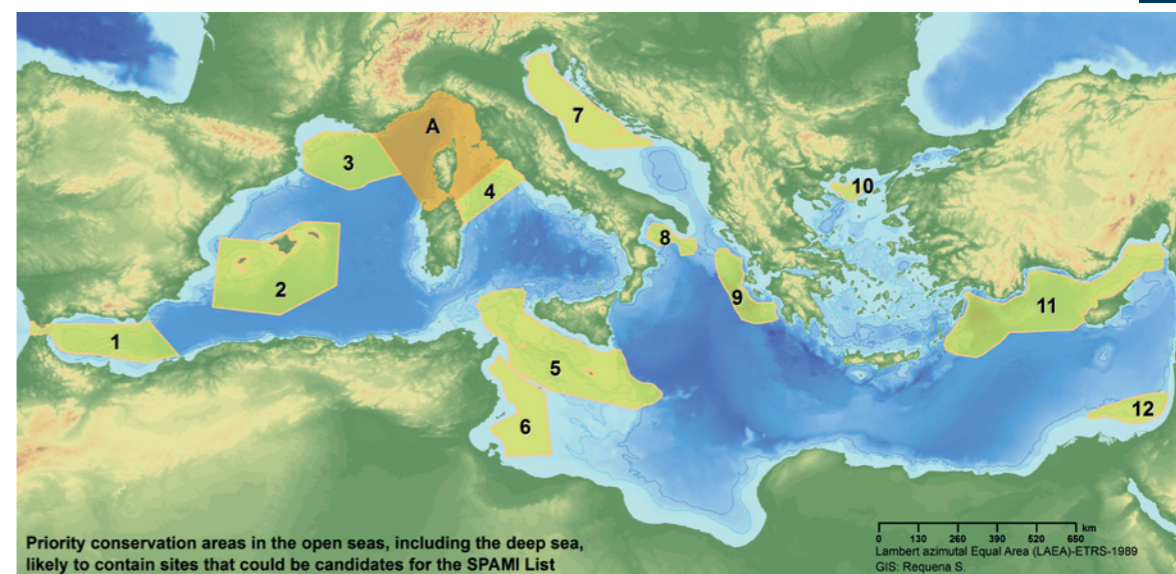 7
A
3
10
4
8
2
9
11
1
5
12
6
km
0 130 260 390 520 650
Lambert azimutal Equal Area (LAEA)-ETRS-1989
GIS: Requena S.
Priority conservation areas in the open seas, including the deep sea,
likely to contain sites that could be candidates for the SPAMI List